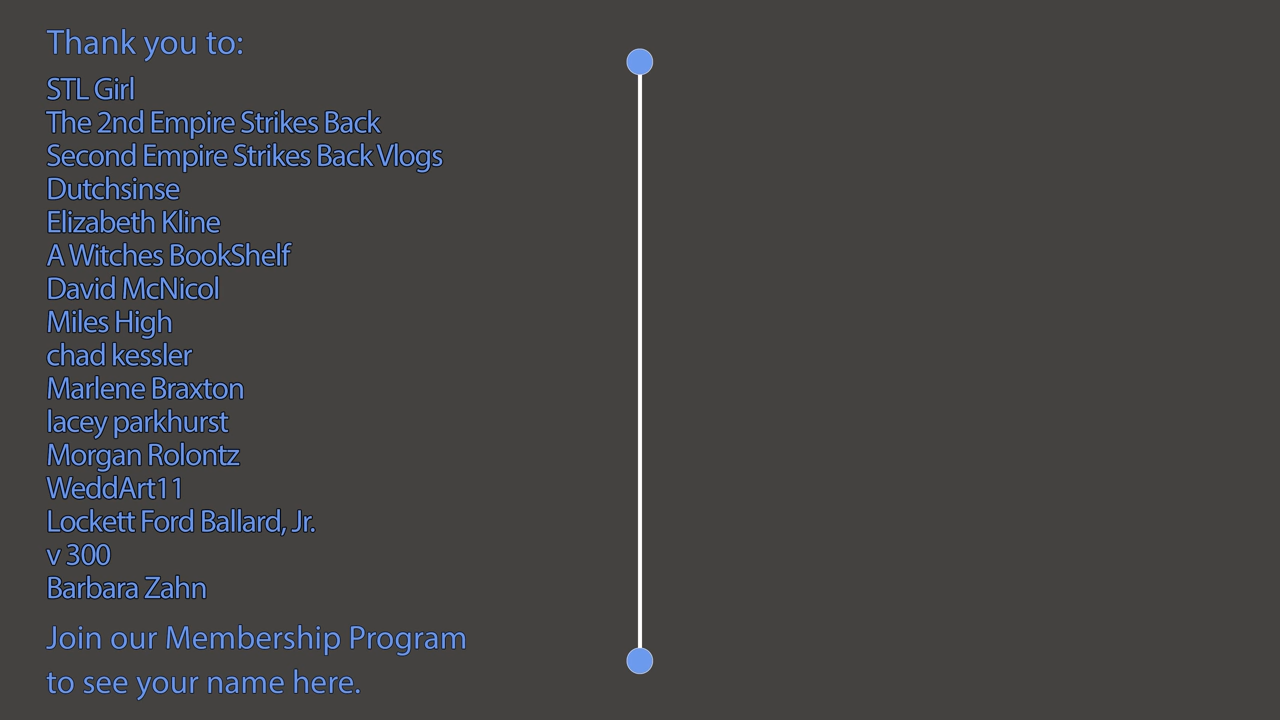 Thank you to:
STL Girl
The 2nd Empire Strikes Back
Second Empire Strikes Back Vlogs
Dutchsinse
Elizabeth Kline
A Witches BookShelf
David McNicol
Miles High
chad kessler
Marlene Braxton
lacey parkhurst
Morgan Rolontz
WeddArt11
Lockett Ford Ballard, Jr.
v 300
Barbara Zahn
Join our Membership Program
to see your name here.